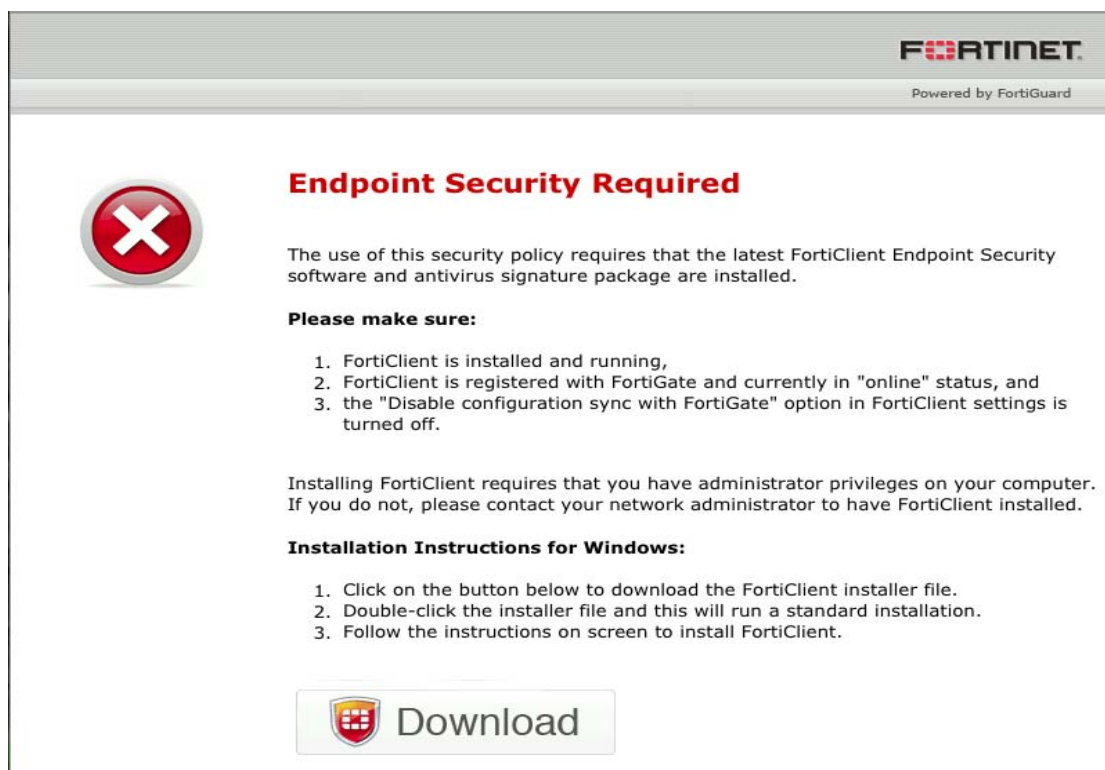 FORTINET.
Powered by FortiGuard
Endpoint Security Required
The use of this security policy requires that the latest FortiClient Endpoint Security
software and antivirus signature package are installed.
Please make sure:
1. FortiClient is installed and running,
2. FortiClient is registered with FortiGate and currently in "online" status, and
3. the "Disable configuration sync with FortiGate" option in FortiClient settings is
turned off.
Installing FortiClient requires that you have administrator privileges on your computer.
If you do not, please contact your network administrator to have FortiClient installed.
Installation Instructions for Windows:
1. Click on the button below to download the FortiClient installer file.
2. Double-click the installer file and this will run a standard installation.
3. Follow the instructions on screen to install FortiClient.
Download